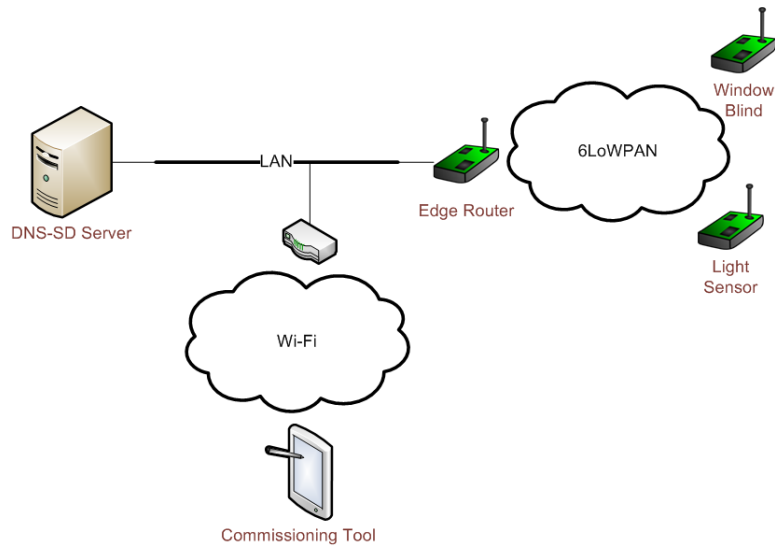 Window
Blind
6LoWPAN
LAN
Edge Router
DNS-SD Server
Light
Sensor
Wi-Fi
Commissioning Tool